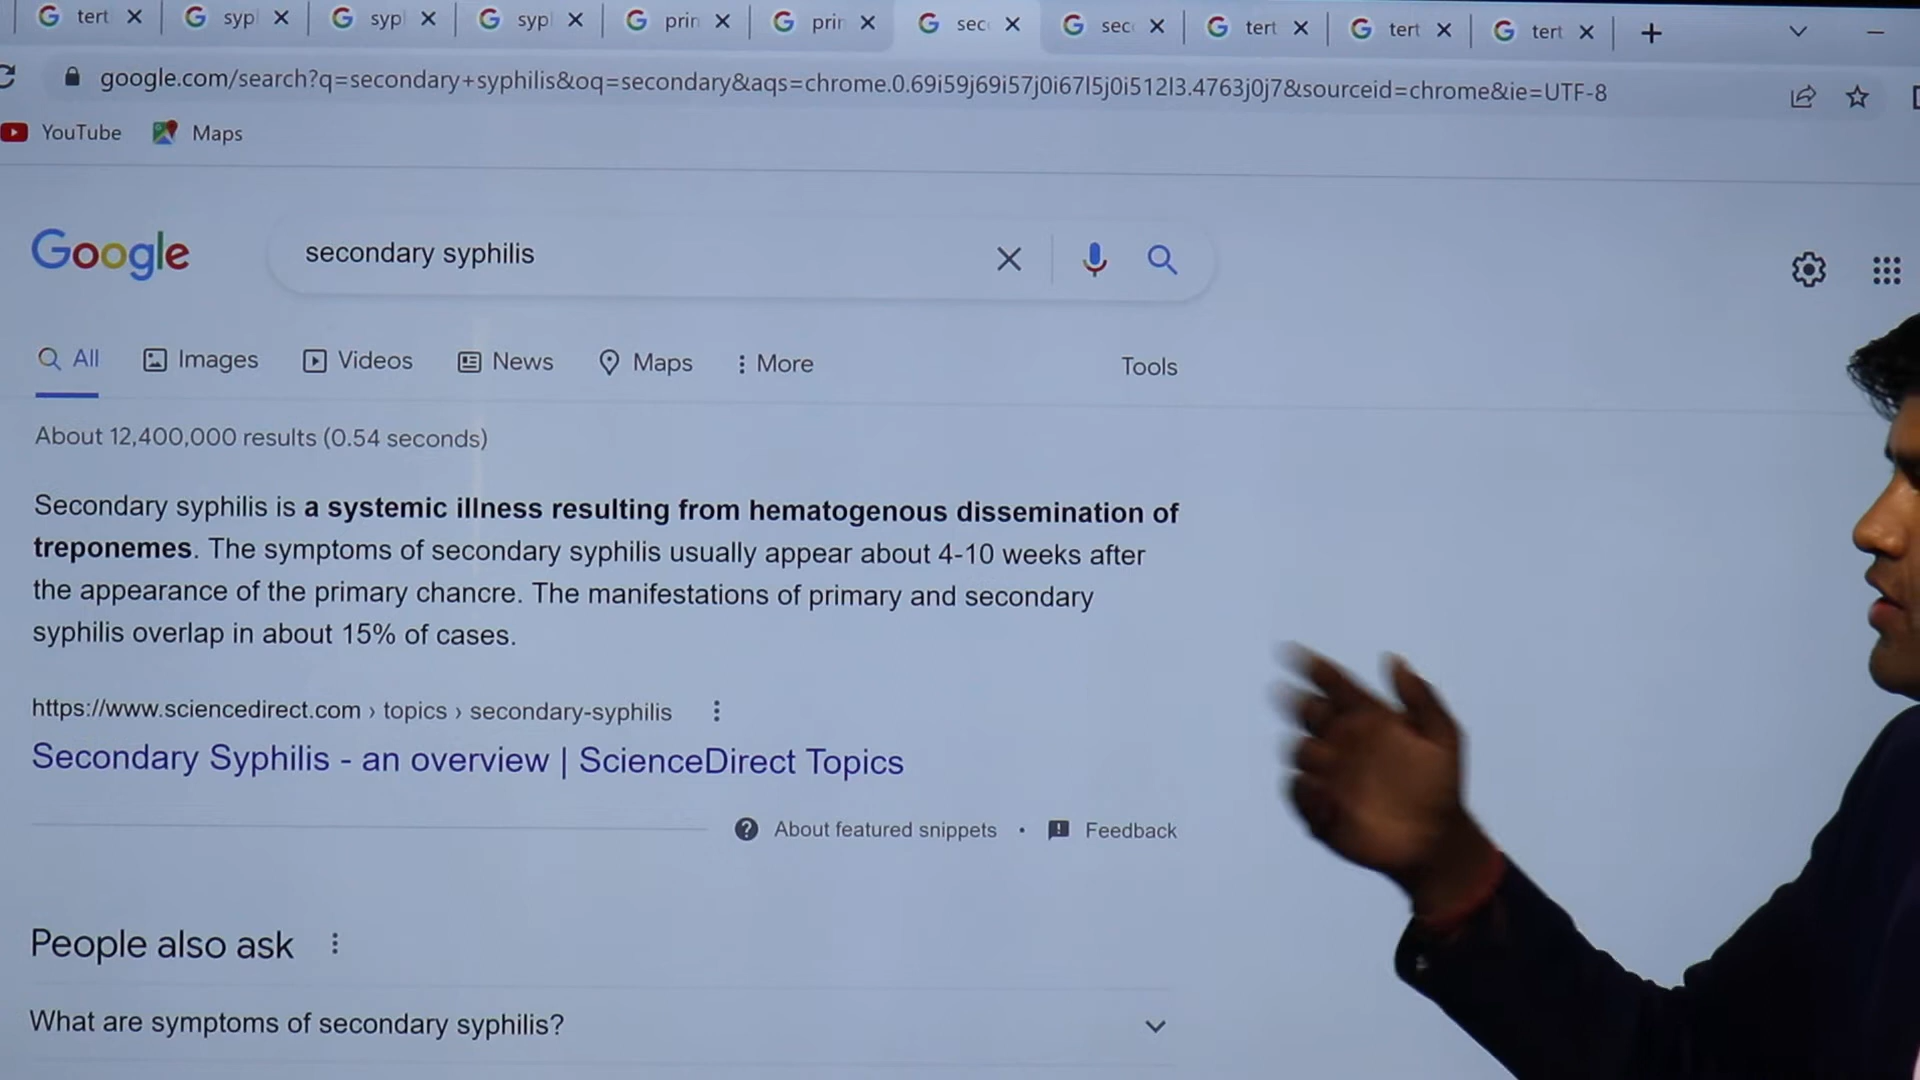 tert syp syp syp prin prin sec sec tert tert tert
google.com/search?q=secondary+syphilis&oq=secondary&aqs=chrome.0.69i59j69i57j0i67l5j0i512l3.4763j0j7&sourceid=chrome&ie=UTF-8
YouTube Maps
Google secondary syphilis
All Images Videos News Maps More Tools
About 12,400,000 results (0.54 seconds)
Secondary syphilis is a systemic illness resulting from hematogenous dissemination of
treponemes. The symptoms of secondary syphilis usually appear about 4-10 weeks after
the appearance of the primary chancre. The manifestations of primary and secondary
syphilis overlap in about 15% of cases.
https://www.sciencedirect.com › topics › secondary-syphilis
Secondary Syphilis - an overview | ScienceDirect Topics
About featured snippets • Feedback
People also ask
What are symptoms of secondary syphilis?